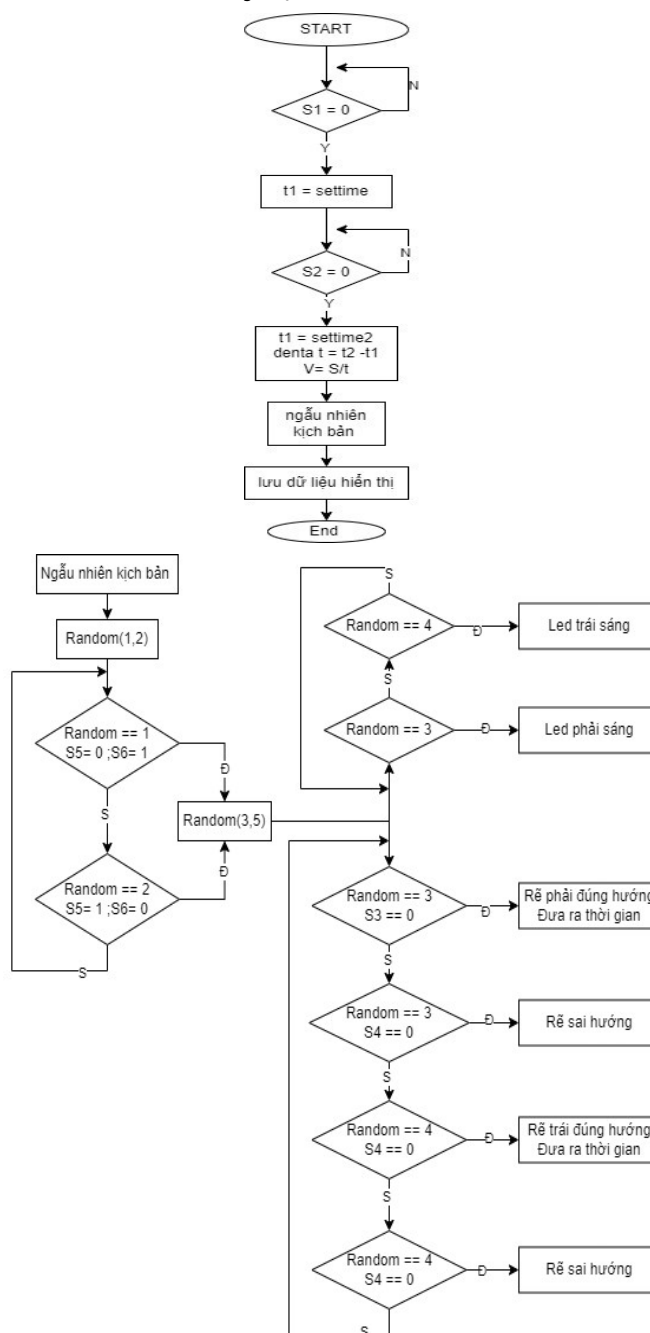 START
N
S1 = 0
Y
t1 = settime
N
S2 = 0
Y
t1 = settime2
denta t = t2 -t1
V= S/t
ngẫu nhiên
kịch bản
lưu dữ liệu hiển thị
End
Ngẫu nhiên kịch bản
Random(1,2)
Random == 1
S5= 0 ;S6= 1
Đ
S
Random == 2
S5= 1 ;S6= 0
Đ
S
Random(3,5)
S
Random == 4
Đ
Led trái sáng
S
Random == 3
Đ
Led phải sáng
Random == 3
S3 == 0
Đ
Rẽ phải đúng hướng
Đưa ra thời gian
S
Random == 3
S4 == 0
Đ
Rẽ sai hướng
S
Random == 4
S4 == 0
Đ
Rẽ trái đúng hướng
Đưa ra thời gian
S
Random == 4
S4 == 0
Đ
Rẽ sai hướng
S